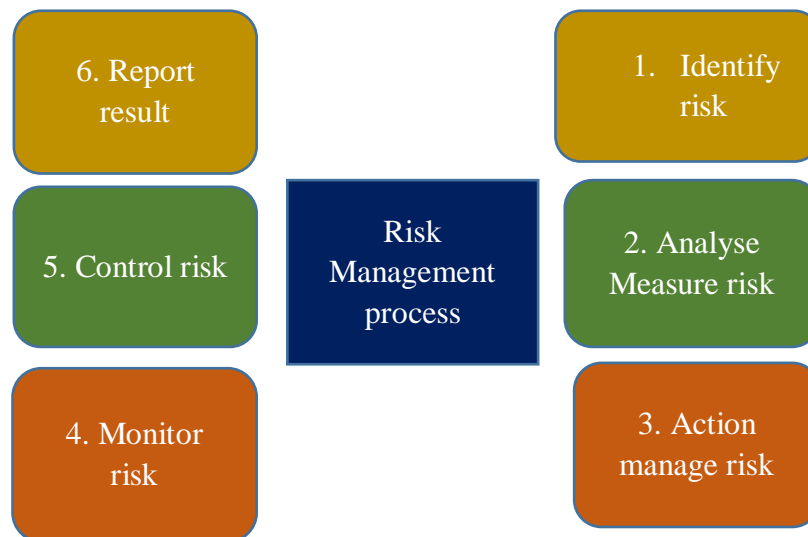 6. Report
result
1. Identify
risk
Risk
Management
process
5. Control risk
2. Analyse
Measure risk
4. Monitor
risk
3. Action
manage risk